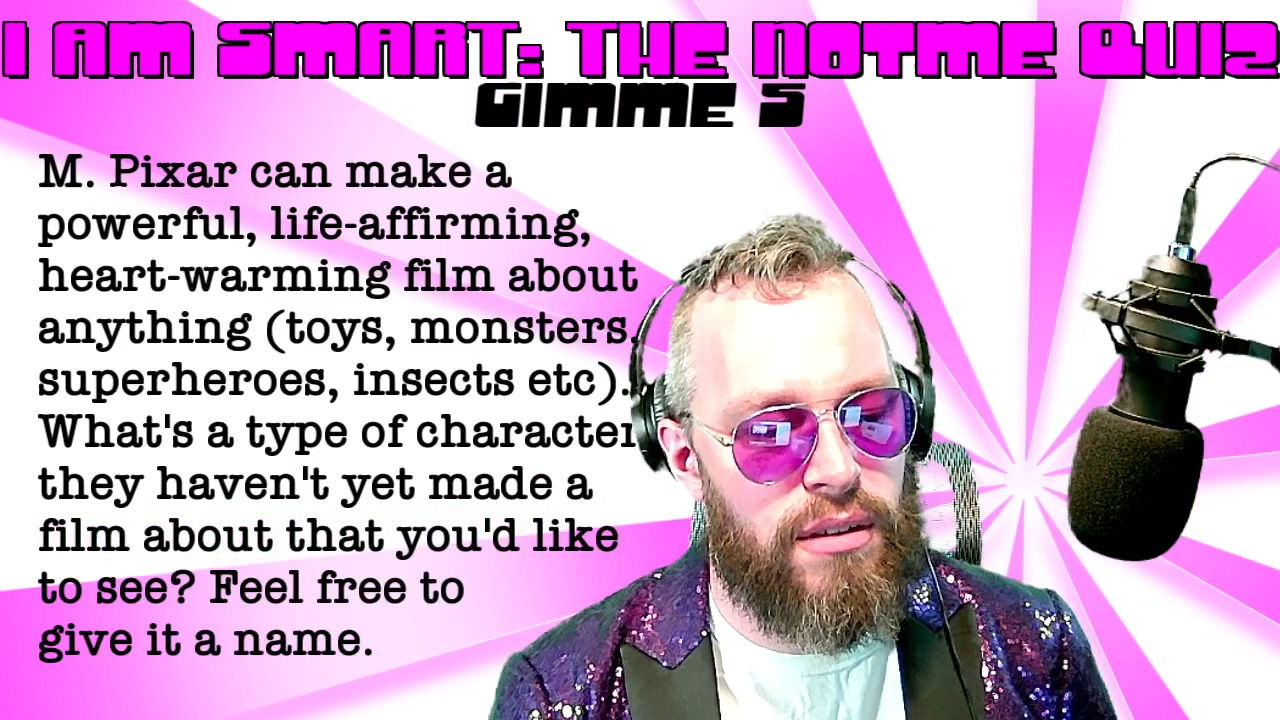 I AM SMART: THE NOTME QUIZ
GIMME 5
M. Pixar can make a
powerful, life-affirming,
heart-warming film about
anything (toys, monsters,
superheroes, insects etc).
What's a type of character
they haven't yet made a
film about that you'd like
to see? Feel free to
give it a name.